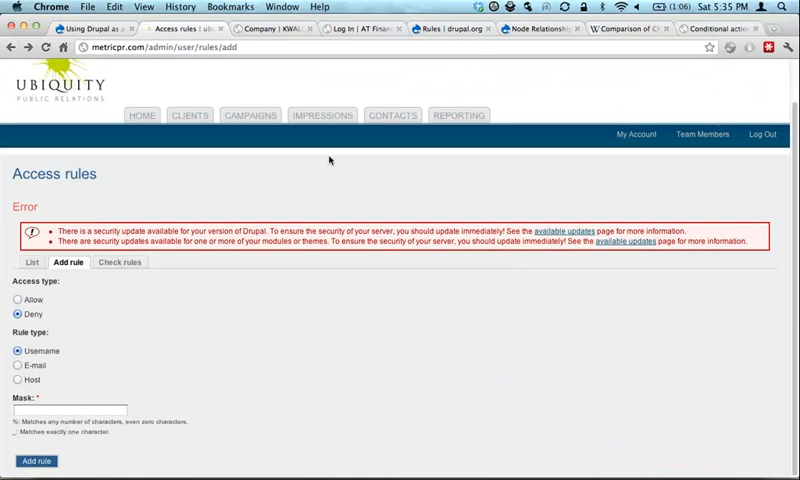 Chrome File Edit View History Bookmarks Window Help (1:06) Sat 5:35 PM
Using Drupal as a Access rules | ub Company | KWAL Log In | AT Financ Rules | drupal.org Node Relationship Comparison of C Conditional action
metricpr.com/admin/user/rules/add
UBIQUITY
PUBLIC RELATIONS
HOME CLIENTS CAMPAIGNS IMPRESSIONS CONTACTS REPORTING
My Account Team Members Log Out
Access rules
Error
There is a security update available for your version of Drupal. To ensure the security of your server, you should update immediately! See the available updates page for more information.
There are security updates available for one or more of your modules or themes. To ensure the security of your server, you should update immediately! See the available updates page for more information.
List Add rule Check rules
Access type:
Allow
Deny
Rule type:
Username
E-mail
Host
Mask: *
%: Matches any number of characters, even zero characters.
_: Matches exactly one character.
Add rule